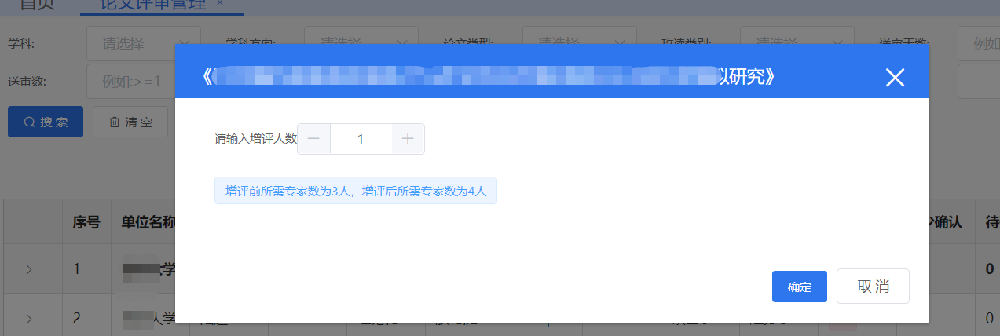 首页 论文评审管理 ×
学科: 请选择 学科方向: 请选择 论文类型: 请选择 攻读类别: 请选择 送审天数: 例如
送审数: 例如:>=1
搜索 清空
《 拟研究》
请输入增评人数 1
增评前所需专家数为3人，增评后所需专家数为4人
确定 取消
序号 单位名称 少确认 待
1 大学 0
2 大学 0